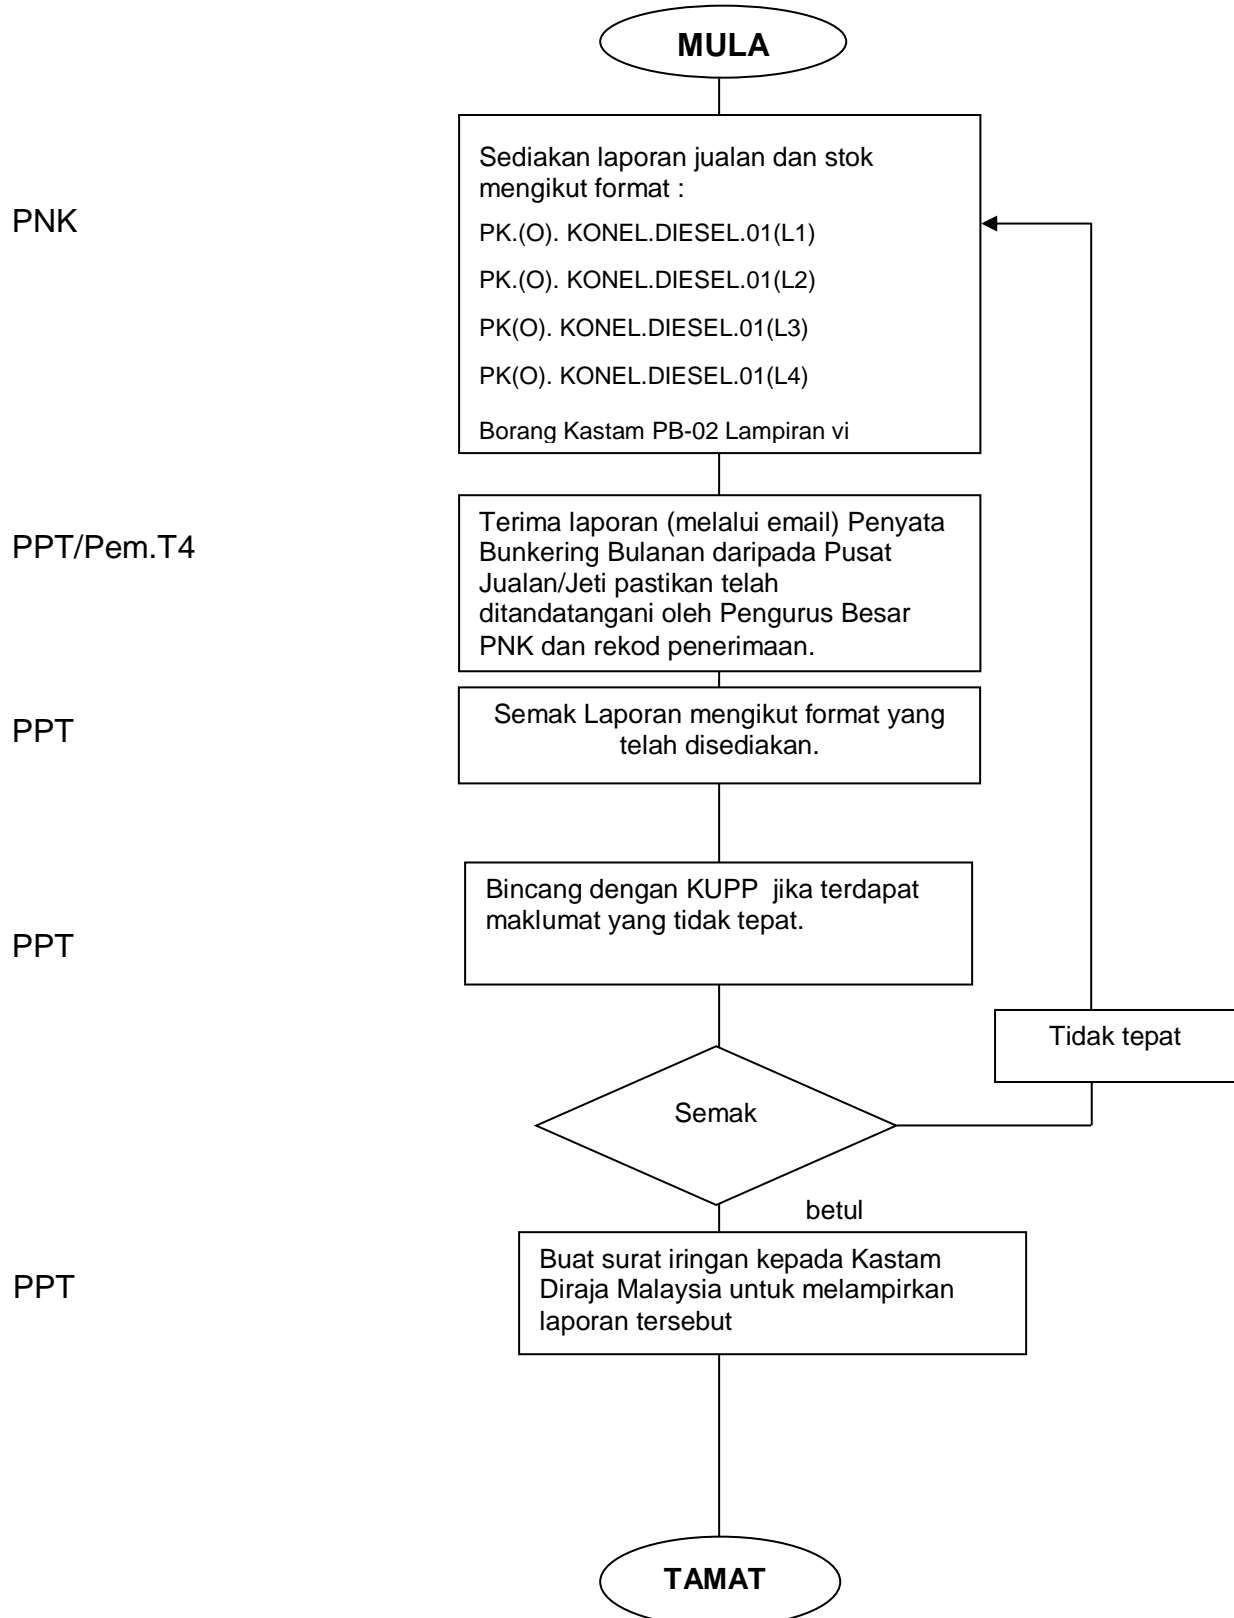 MULA
PNK
Sediakan laporan jualan dan stok
mengikut format :
PK.(O). KONEL.DIESEL.01(L1)
PK.(O). KONEL.DIESEL.01(L2)
PK(O). KONEL.DIESEL.01(L3)
PK(O). KONEL.DIESEL.01(L4)
Borang Kastam PB-02 Lampiran vi
PPT/Pem.T4
Terima laporan (melalui email) Penyata
Bunkering Bulanan daripada Pusat
Jualan/Jeti pastikan telah
ditandatangani oleh Pengurus Besar
PNK dan rekod penerimaan.
PPT
Semak Laporan mengikut format yang
telah disediakan.
PPT
Bincang dengan KUPP  jika terdapat
maklumat yang tidak tepat.
Tidak tepat
Semak
betul
PPT
Buat surat iringan kepada Kastam
Diraja Malaysia untuk melampirkan
laporan tersebut
TAMAT